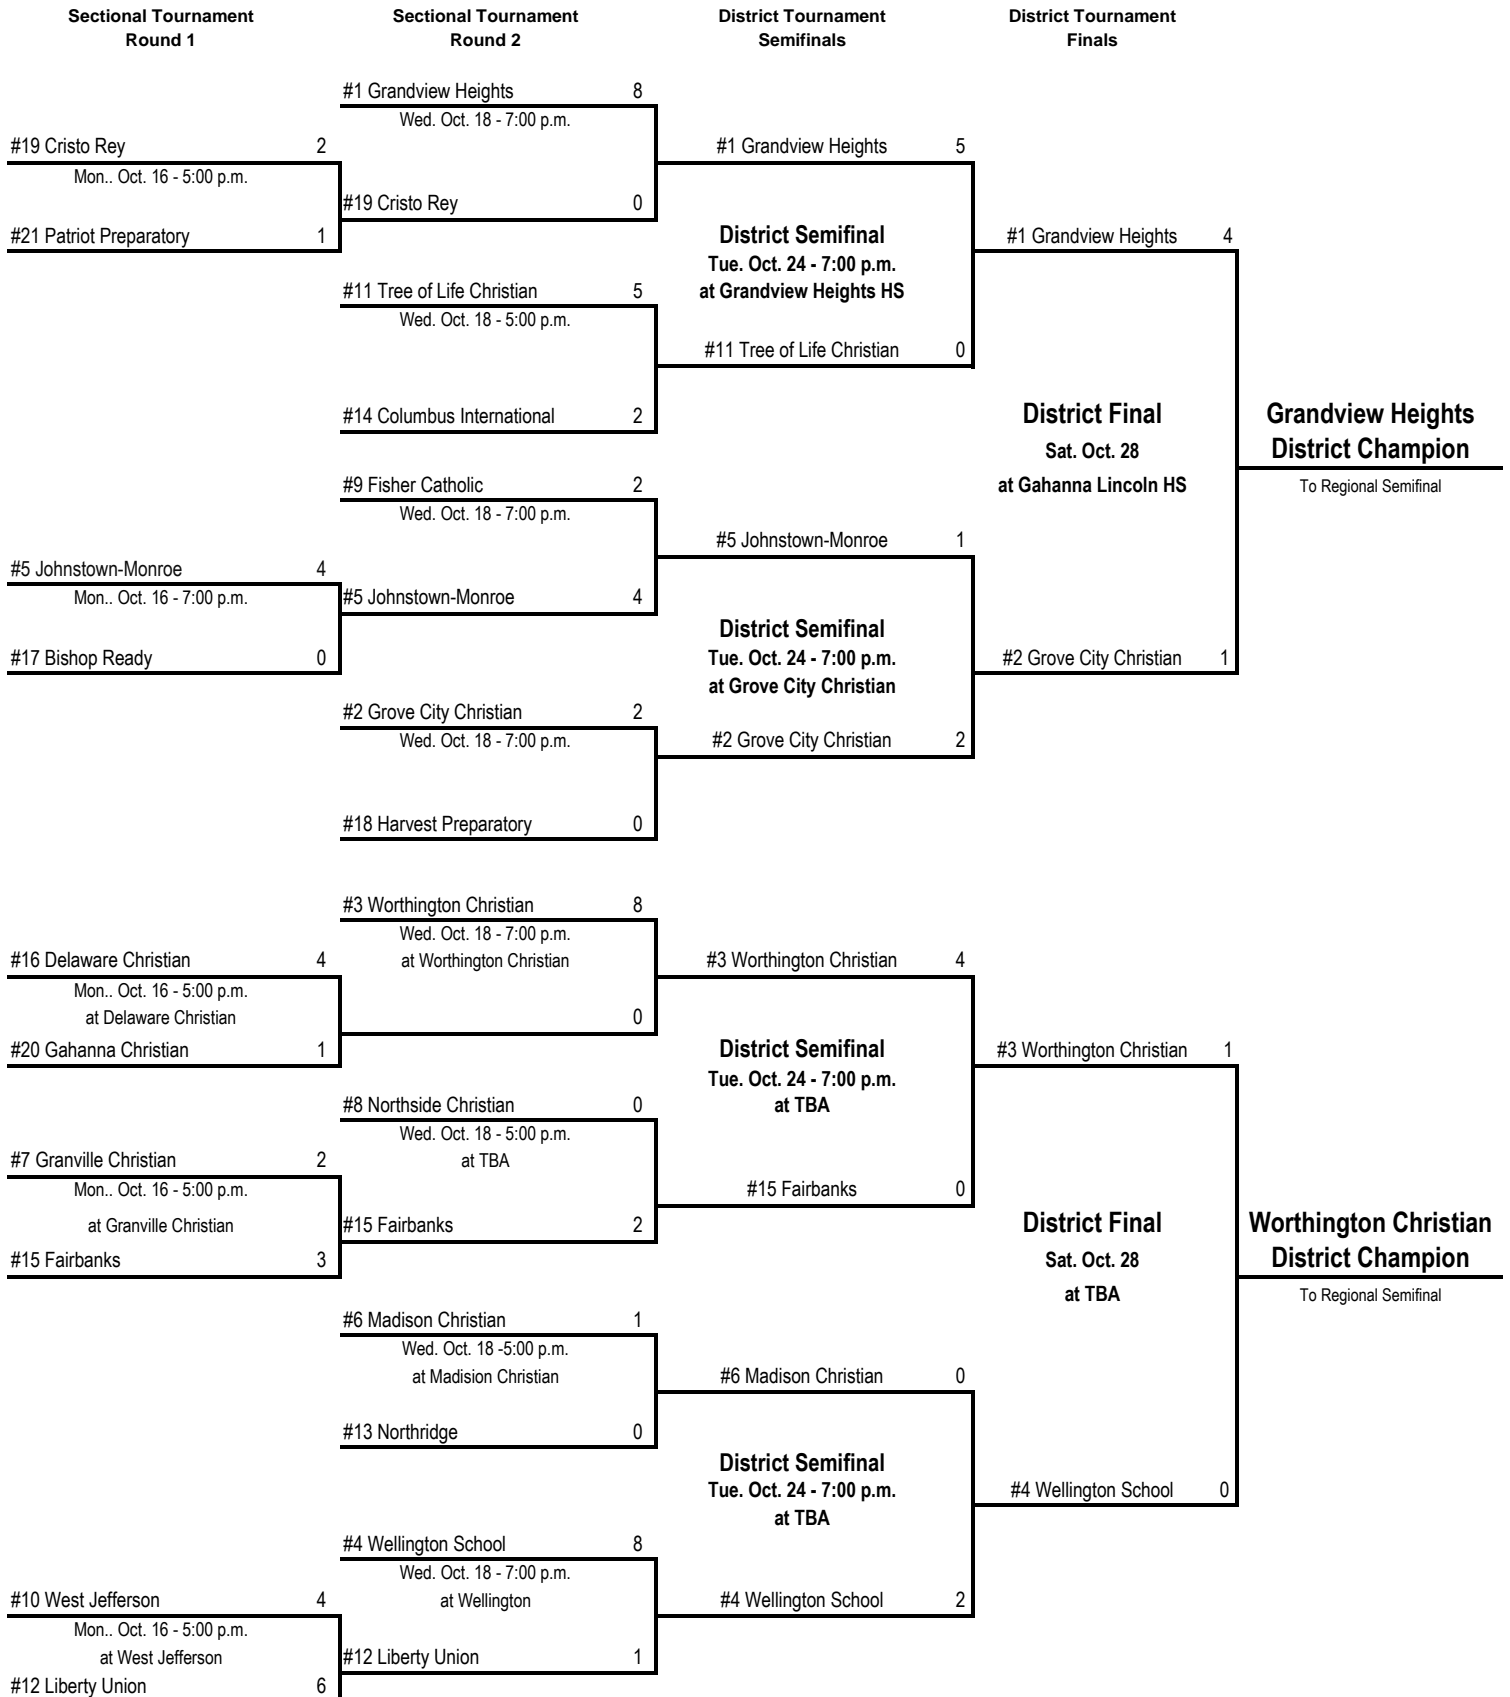 Sectional Tournament
Round 1
Sectional Tournament
Round 2
District Tournament
Semifinals
District Tournament
Finals
#1 Grandview Heights 8
Wed. Oct. 18 - 7:00 p.m.
#19 Cristo Rey 2
#1 Grandview Heights 5
Mon.. Oct. 16 - 5:00 p.m.
#19 Cristo Rey 0
#21 Patriot Preparatory 1
District Semifinal
#1 Grandview Heights 4
Tue. Oct. 24 - 7:00 p.m.
#11 Tree of Life Christian 5
at Grandview Heights HS
Wed. Oct. 18 - 5:00 p.m.
#11 Tree of Life Christian 0
#14 Columbus International 2
District Final
Grandview Heights
Sat. Oct. 28
District Champion
#9 Fisher Catholic 2
at Gahanna Lincoln HS
To Regional Semifinal
Wed. Oct. 18 - 7:00 p.m.
#5 Johnstown-Monroe 1
#5 Johnstown-Monroe 4
Mon.. Oct. 16 - 7:00 p.m.
#5 Johnstown-Monroe 4
District Semifinal
#17 Bishop Ready 0
Tue. Oct. 24 - 7:00 p.m.
#2 Grove City Christian 1
at Grove City Christian
#2 Grove City Christian 2
Wed. Oct. 18 - 7:00 p.m.
#2 Grove City Christian 2
#18 Harvest Preparatory 0
#3 Worthington Christian 8
Wed. Oct. 18 - 7:00 p.m.
#16 Delaware Christian 4
at Worthington Christian
#3 Worthington Christian 4
Mon.. Oct. 16 - 5:00 p.m.
at Delaware Christian
0
#20 Gahanna Christian 1
District Semifinal
#3 Worthington Christian 1
Tue. Oct. 24 - 7:00 p.m.
#8 Northside Christian 0
at TBA
Wed. Oct. 18 - 5:00 p.m.
#7 Granville Christian 2
at TBA
Mon.. Oct. 16 - 5:00 p.m.
#15 Fairbanks 0
at Granville Christian
#15 Fairbanks 2
District Final
Worthington Christian
#15 Fairbanks 3
Sat. Oct. 28
District Champion
at TBA
To Regional Semifinal
#6 Madison Christian 1
Wed. Oct. 18 -5:00 p.m.
at Madision Christian
#6 Madison Christian 0
#13 Northridge 0
District Semifinal
Tue. Oct. 24 - 7:00 p.m.
#4 Wellington School 0
at TBA
#4 Wellington School 8
Wed. Oct. 18 - 7:00 p.m.
#10 West Jefferson 4
at Wellington
#4 Wellington School 2
Mon.. Oct. 16 - 5:00 p.m.
at West Jefferson
#12 Liberty Union 1
#12 Liberty Union 6